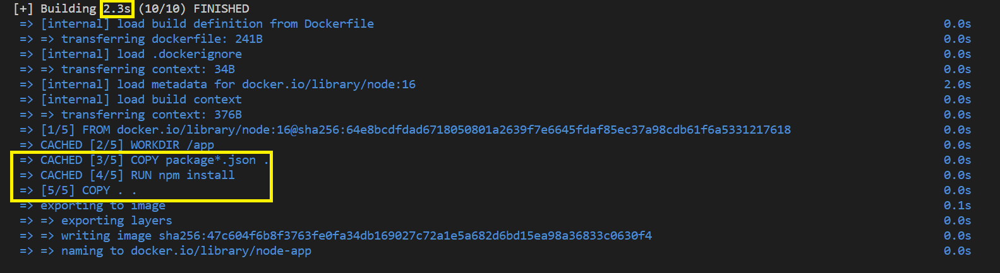 [+] Building 2.3s (10/10) FINISHED
=> [internal] load build definition from Dockerfile 0.0s
=> => transferring dockerfile: 241B 0.0s
=> [internal] load .dockerignore 0.0s
=> => transferring context: 34B 0.0s
=> [internal] load metadata for docker.io/library/node:16 2.0s
=> [internal] load build context 0.0s
=> => transferring context: 376B 0.0s
=> [1/5] FROM docker.io/library/node:16@sha256:64e8bcdfdad6718050801a2639f7e6645fdaf85ec37a98cdb61f6a5331217618 0.0s
=> CACHED [2/5] WORKDIR /app 0.0s
=> CACHED [3/5] COPY package*.json . 0.0s
=> CACHED [4/5] RUN npm install 0.0s
=> [5/5] COPY . . 0.0s
=> exporting to image 0.1s
=> => exporting layers 0.0s
=> => writing image sha256:47c604f6b8f3763fe0fa34db169027c72a1e5a682d6bd15ea98a36833c0630f4 0.0s
=> => naming to docker.io/library/node-app 0.0s